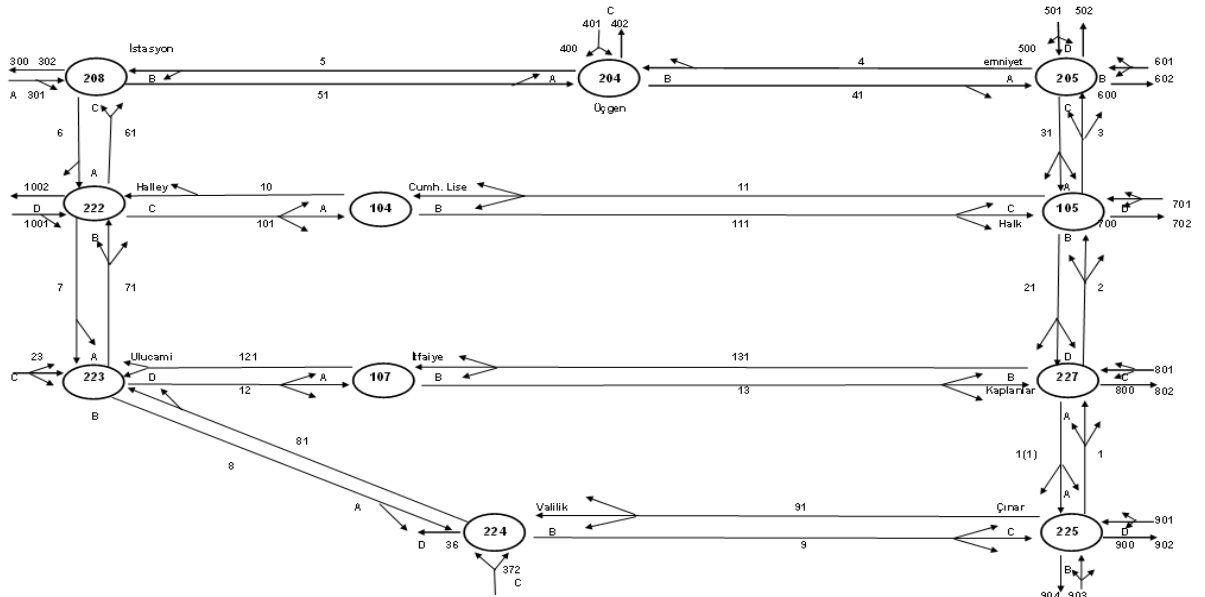 C
401 402
501 502
İstasyon
400
500 D
300 302
5
4
emniyet
601
208
B
A
204
B
A
205
B
602
A 301
51
41
600
C
Üçgen
C
6
61
31
3
A
1002
Halley
10
Cumh. Lise
11
A
D
222
C
A
104
B
C
105
D
701
1001
101
111
Halk
700
702
B
B
7
71
21
2
23
A
Ulucami
121
İtfaiye
131
D
801
C
223
D
A
107
B
B
227
C
12
13
Kaplanlar
800
802
B
A
81
1(1)
1
8
A
Valilik
91
Çınar
A
901
224
B
C
225
D
D 36
9
900 902
372
B
C
904 903